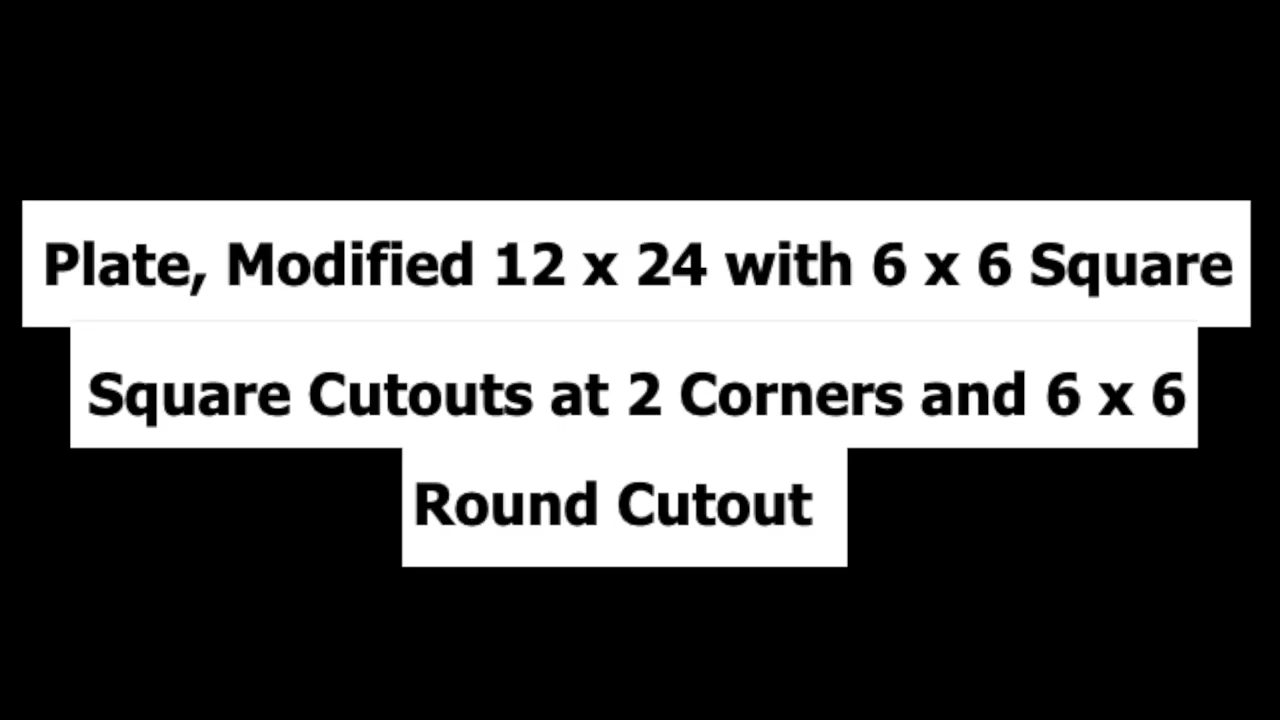 Plate, Modified 12 x 24 with 6 x 6 Square
Square Cutouts at 2 Corners and 6 x 6
Round Cutout